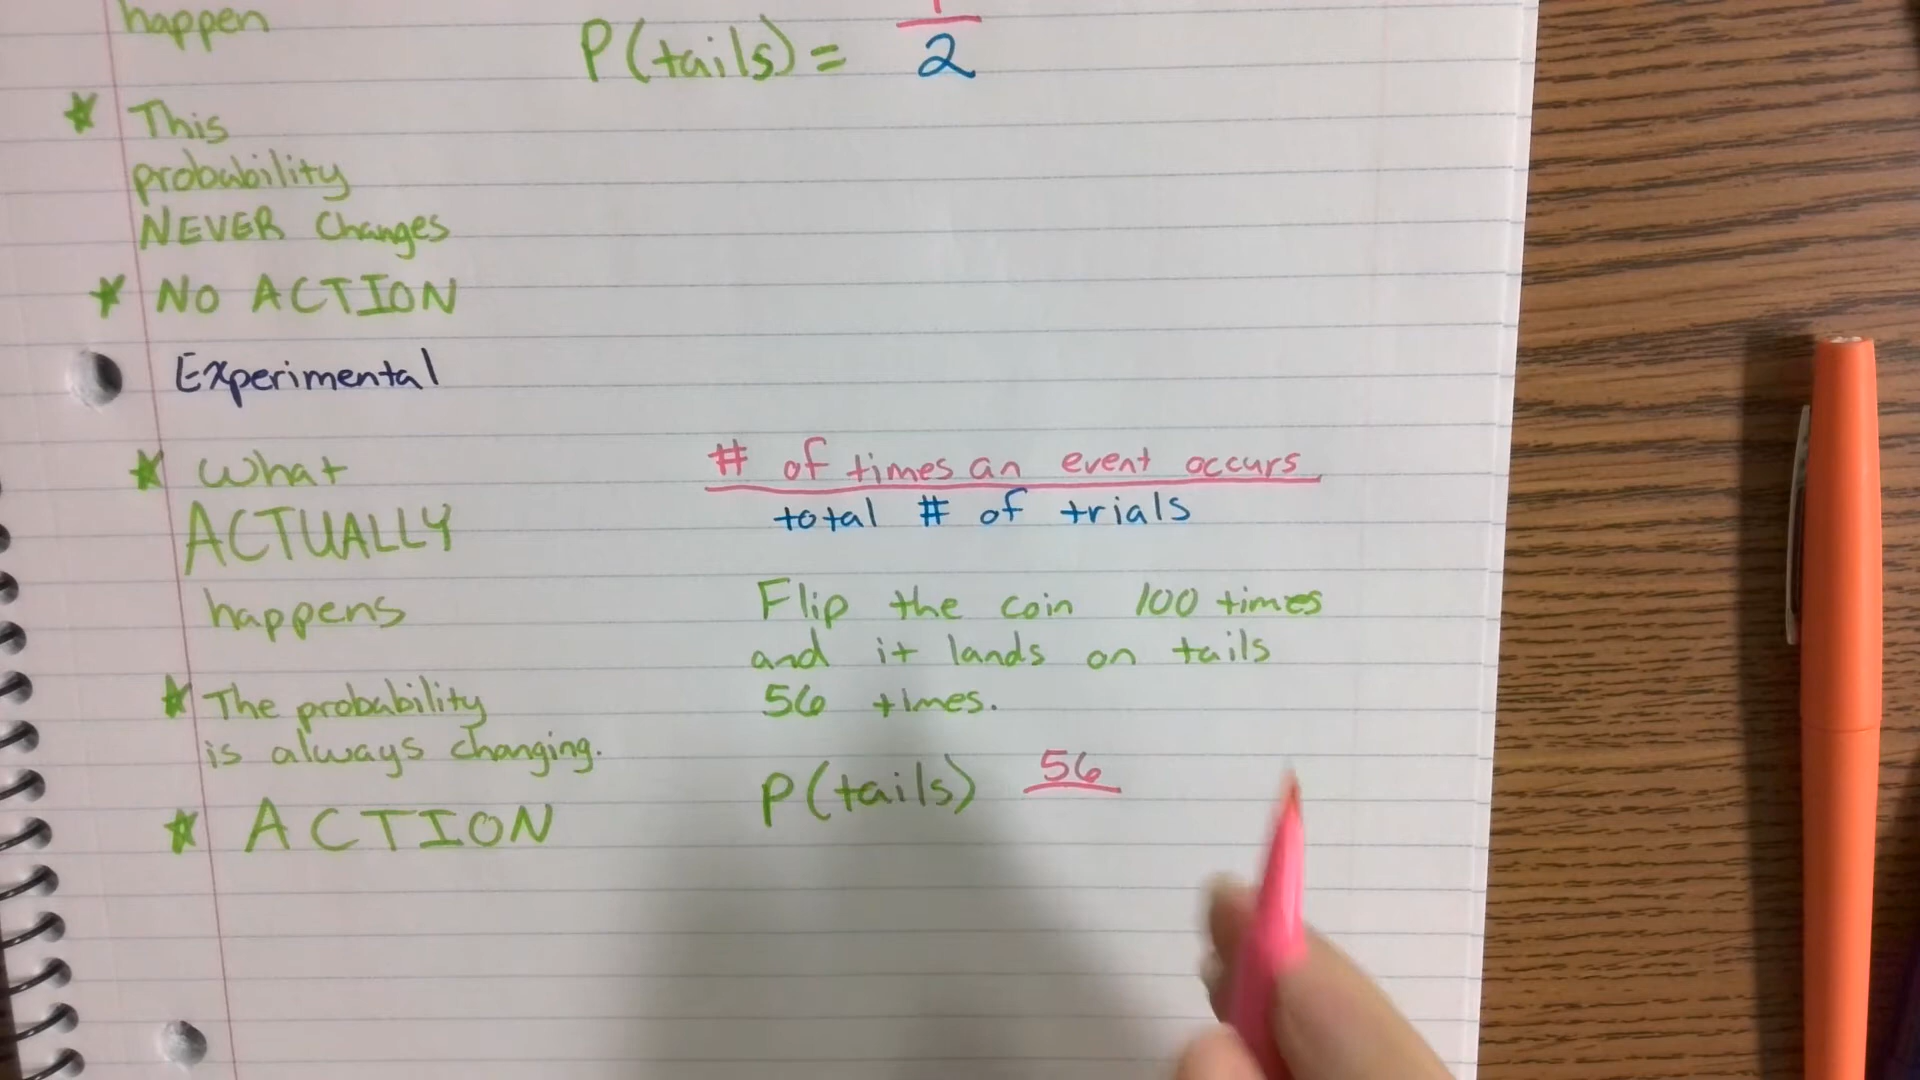 happen
P(tails) = 1/2
★ This
probability
NEVER Changes
★ NO ACTION
Experimental
★ What
ACTUALLY
happens
★ The probability
is always changing.
★ ACTION
# of times an event occurs
total # of trials
Flip the coin 100 times
and it lands on tails
56 times.
P(tails) 56